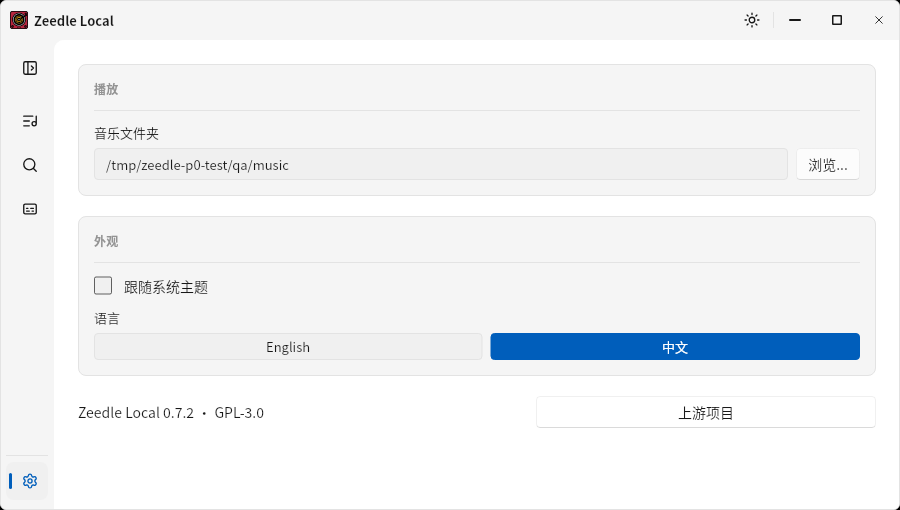 Zeedle Local
播放
音乐文件夹
/tmp/zeedle-p0-test/qa/music
浏览...
外观
跟随系统主题
语言
English
中文
Zeedle Local 0.7.2 • GPL-3.0
上游项目